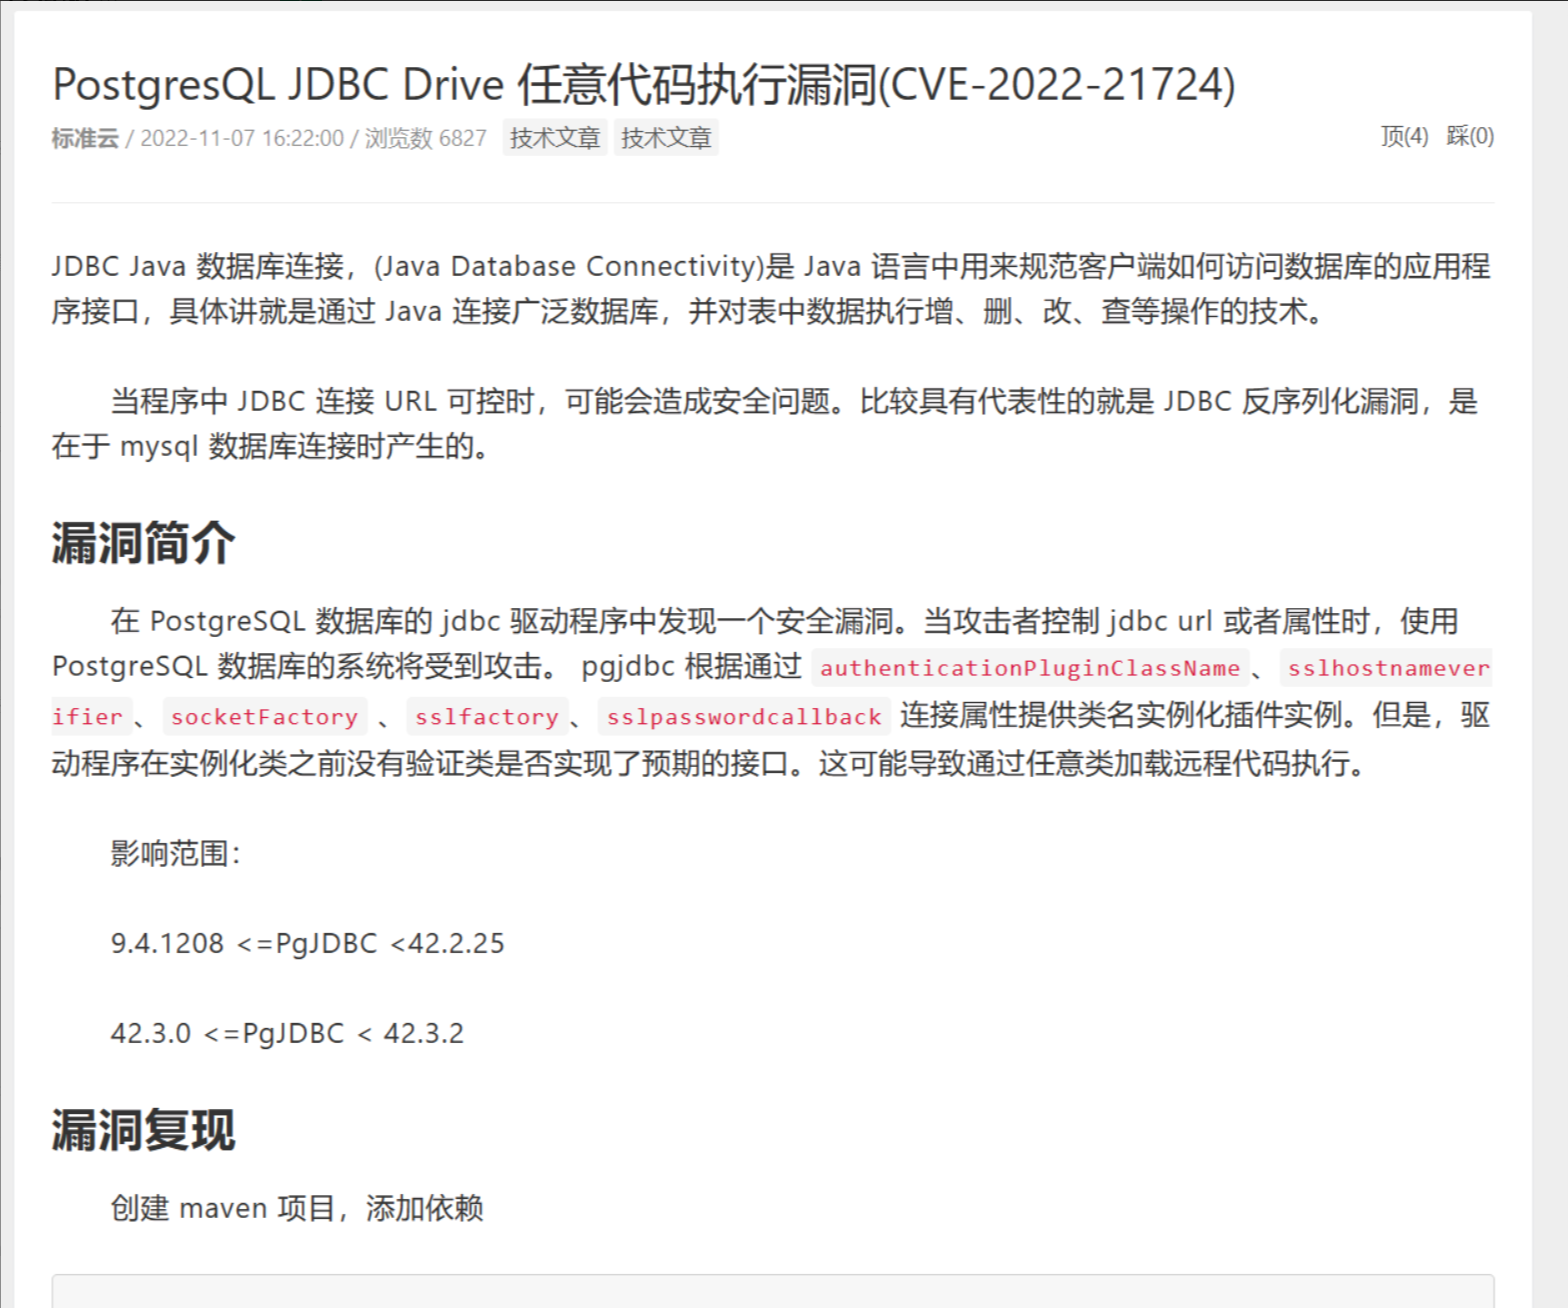 PostgresQL JDBC Drive 任意代码执行漏洞(CVE-2022-21724)
标准云 / 2022-11-07 16:22:00 / 浏览数 6827 技术文章 技术文章 顶(4) 踩(0)
JDBC Java 数据库连接，(Java Database Connectivity)是 Java 语言中用来规范客户端如何访问数据库的应用程
序接口，具体讲就是通过 Java 连接广泛数据库，并对表中数据执行增、删、改、查等操作的技术。
当程序中 JDBC 连接 URL 可控时，可能会造成安全问题。比较具有代表性的就是 JDBC 反序列化漏洞，是
在于 mysql 数据库连接时产生的。
漏洞简介
在 PostgreSQL 数据库的 jdbc 驱动程序中发现一个安全漏洞。当攻击者控制 jdbc url 或者属性时，使用
PostgreSQL 数据库的系统将受到攻击。 pgjdbc 根据通过 authenticationPluginClassName、 sslhostnamever
ifier 、 socketFactory 、 sslfactory、 sslpasswordcallback 连接属性提供类名实例化插件实例。但是，驱
动程序在实例化类之前没有验证类是否实现了预期的接口。这可能导致通过任意类加载远程代码执行。
影响范围：
9.4.1208 <=PgJDBC <42.2.25
42.3.0 <=PgJDBC < 42.3.2
漏洞复现
创建 maven 项目，添加依赖